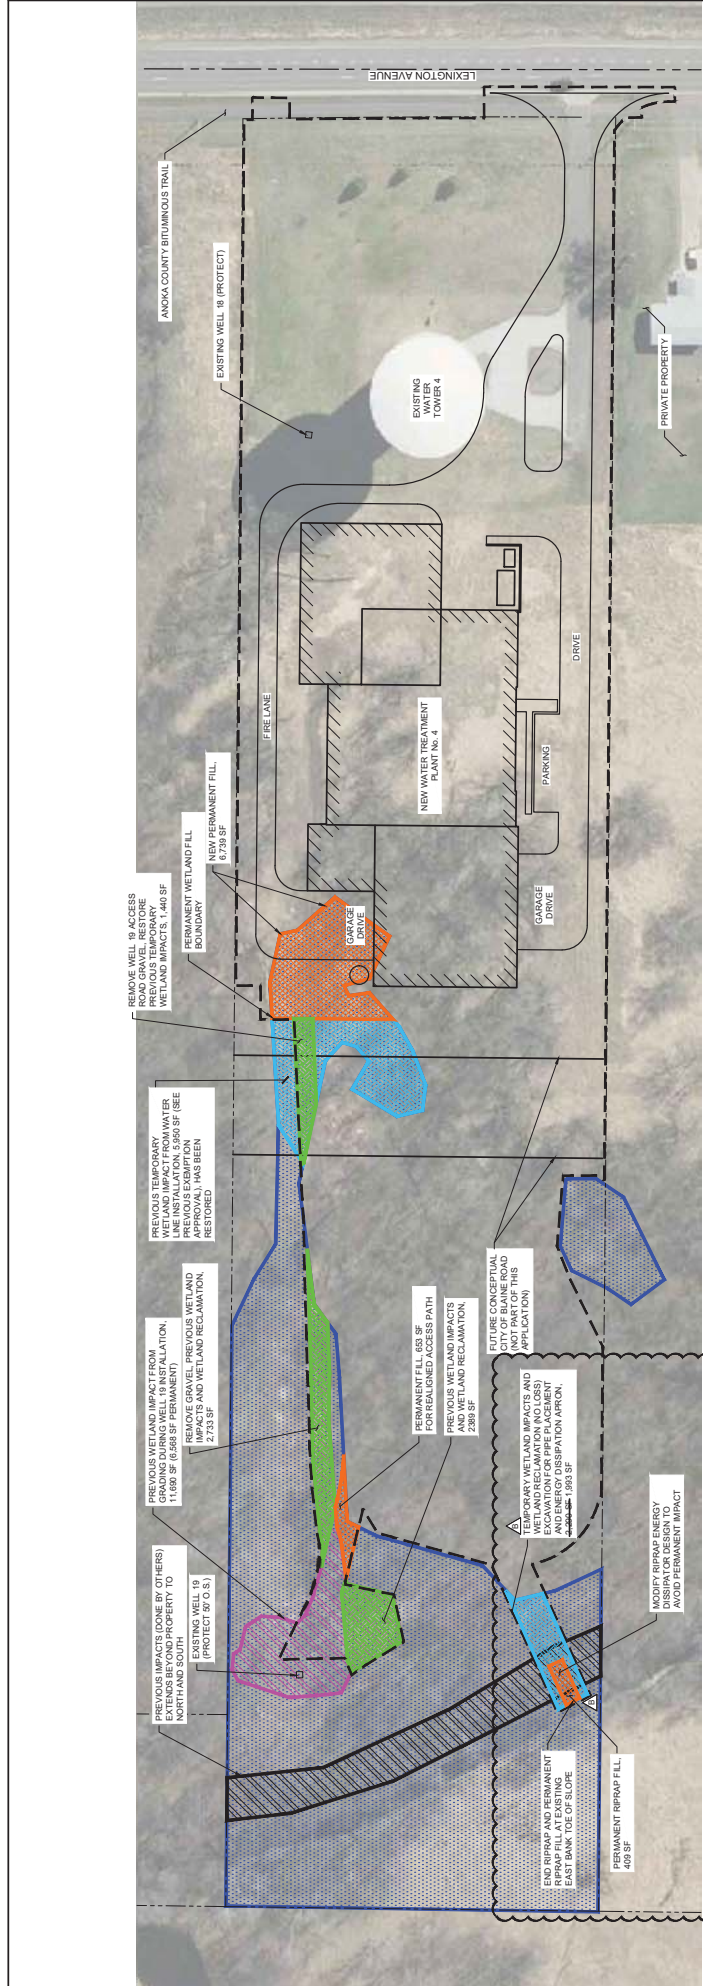 LEXINGTON AVENUE
ANOKA COUNTY BITUMINOUS TRAIL
EXISTING WELL 18 (PROTECT)
EXISTING
WATER
TOWER 4
PRIVATE PROPERTY
FIRE LANE
NEW WATER TREATMENT
PLANT No. 4
DRIVE
PARKING
GARAGE
DRIVE
GARAGE
DRIVE
NEW PERMANENT FILL,
6,739 SF
PERMANENT WETLAND FILL
BOUNDARY
REMOVE WELL 19 ACCESS
ROAD GRAVEL, RESTORE
PREVIOUS TEMPORARY
WETLAND IMPACTS, 1,440 SF
PREVIOUS TEMPORARY
WETLAND IMPACT FROM WATER
LINE INSTALLATION, 5,950 SF (SEE
PREVIOUS EXEMPTION
APPROVAL). HAS BEEN
RESTORED
REMOVE GRAVEL, PREVIOUS WETLAND
IMPACTS AND WETLAND RECLAMATION,
2,733 SF
PREVIOUS WETLAND IMPACT FROM
GRADING DURING WELL 19 INSTALLATION,
11,690 SF (6,568 SF PERMANENT)
EXISTING WELL 19
(PROTECT 50' O.S.)
PREVIOUS IMPACTS (DONE BY OTHERS)
EXTENDS BEYOND PROPERTY TO
NORTH AND SOUTH
PERMANENT FILL, 653 SF
FOR REALIGNED ACCESS PATH
PREVIOUS WETLAND IMPACTS
AND WETLAND RECLAMATION,
2389 SF
FUTURE CONCEPTUAL
CITY OF BLAINE ROAD
(NOT PART OF THIS
APPLICATION)
B
TEMPORARY WETLAND IMPACTS AND
WETLAND RECLAMATION (NO LOSS)
EXCAVATION FOR PIPE PLACEMENT
AND ENERGY DISSIPATION APRON,
1,993 SF
MODIFY RIPRAP ENERGY
DISSIPATOR DESIGN TO
AVOID PERMANENT IMPACT
B
END RIPRAP AND PERMANENT
RIPRAP FILL AT EXISTING
EAST BANK TOE OF SLOPE
PERMANENT RIPRAP FILL,
409 SF